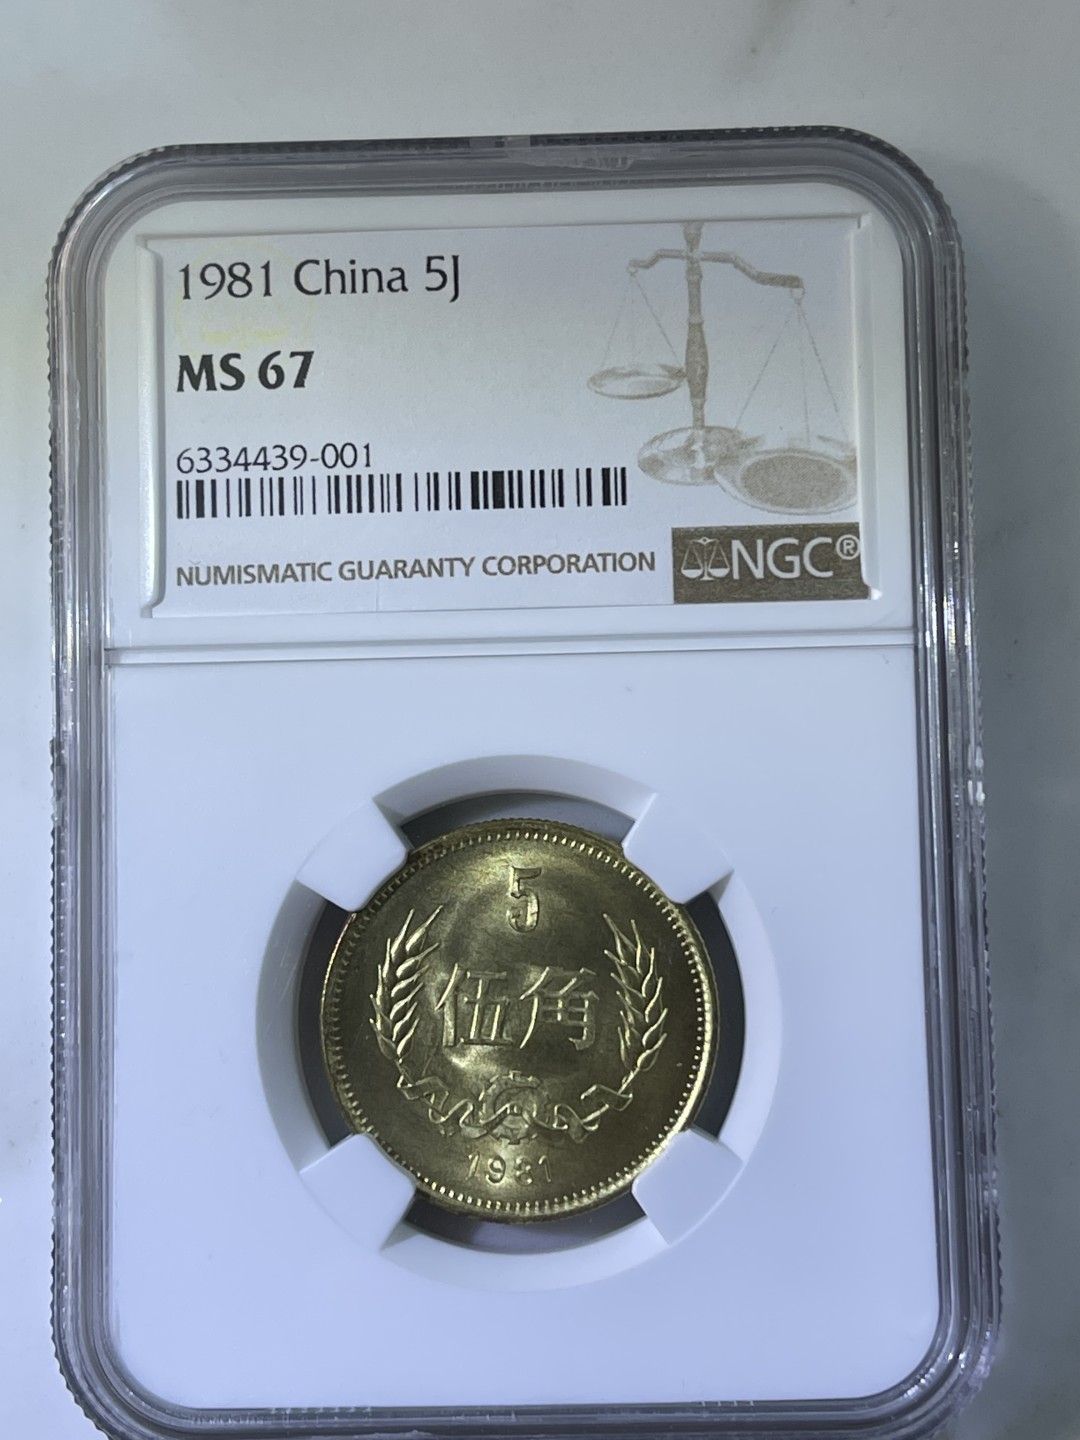 1981 China 5J
MS 67
6334439-001
NUMISMATIC GUARANTY CORPORATION
NGC®
5
伍角
1981